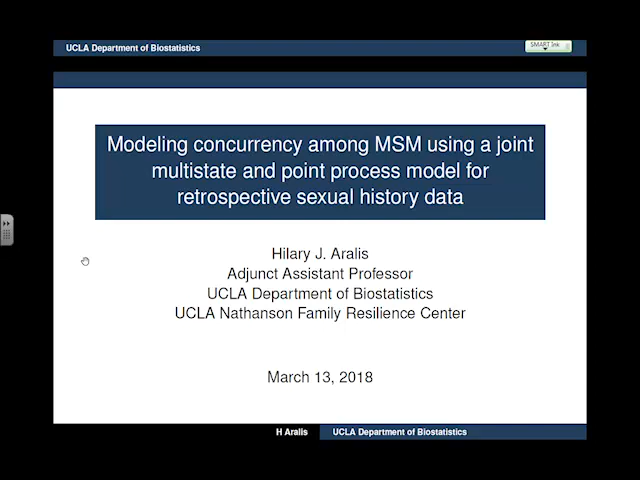 UCLA Department of Biostatistics
SMART Ink
Modeling concurrency among MSM using a joint
multistate and point process model for
retrospective sexual history data
Hilary J. Aralis
Adjunct Assistant Professor
UCLA Department of Biostatistics
UCLA Nathanson Family Resilience Center
March 13, 2018
H Aralis UCLA Department of Biostatistics